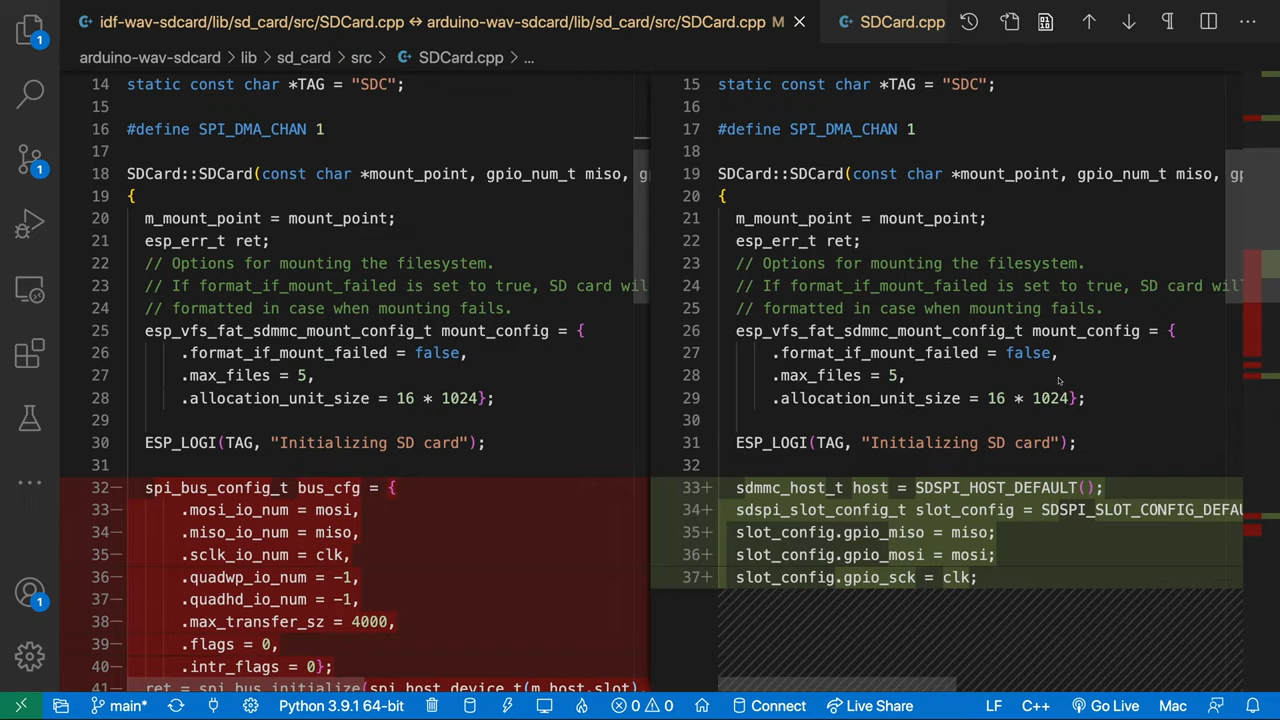 idf-wav-sdcard/lib/sd_card/src/SDCard.cpp ↔ arduino-wav-sdcard/lib/sd_card/src/SDCard.cpp M
SDCard.cpp
arduino-wav-sdcard > lib > sd_card > src > SDCard.cpp > ...
14 static const char *TAG = "SDC";
15
16 #define SPI_DMA_CHAN 1
17
18 SDCard::SDCard(const char *mount_point, gpio_num_t miso, g
19 {
20 m_mount_point = mount_point;
21 esp_err_t ret;
22 // Options for mounting the filesystem.
23 // If format_if_mount_failed is set to true, SD card wil
24 // formatted in case when mounting fails.
25 esp_vfs_fat_sdmmc_mount_config_t mount_config = {
26 .format_if_mount_failed = false,
27 .max_files = 5,
28 .allocation_unit_size = 16 * 1024};
29
30 ESP_LOGI(TAG, "Initializing SD card");
31
32− spi_bus_config_t bus_cfg = {
33− .mosi_io_num = mosi,
34− .miso_io_num = miso,
35− .sclk_io_num = clk,
36− .quadwp_io_num = -1,
37− .quadhd_io_num = -1,
38− .max_transfer_sz = 4000,
39− .flags = 0,
40− .intr_flags = 0};
41− ret = spi_bus_initialize(spi_host_device_t(m_host.slot),
15 static const char *TAG = "SDC";
16
17 #define SPI_DMA_CHAN 1
18
19 SDCard::SDCard(const char *mount_point, gpio_num_t miso, gp
20 {
21 m_mount_point = mount_point;
22 esp_err_t ret;
23 // Options for mounting the filesystem.
24 // If format_if_mount_failed is set to true, SD card wil
25 // formatted in case when mounting fails.
26 esp_vfs_fat_sdmmc_mount_config_t mount_config = {
27 .format_if_mount_failed = false,
28 .max_files = 5,
29 .allocation_unit_size = 16 * 1024};
30
31 ESP_LOGI(TAG, "Initializing SD card");
32
33+ sdmmc_host_t host = SDSPI_HOST_DEFAULT();
34+ sdspi_slot_config_t slot_config = SDSPI_SLOT_CONFIG_DEFAU
35+ slot_config.gpio_miso = miso;
36+ slot_config.gpio_mosi = mosi;
37+ slot_config.gpio_sck = clk;
1
1
1
main* Python 3.9.1 64-bit 0 0 Connect Live Share LF C++ Go Live Mac